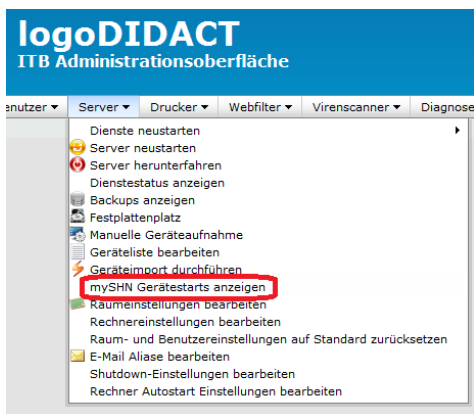 logoDIDACT
ITB Administrationsoberfläche
enutzer Server Drucker Webfilter Virenscanner Diagnose
Dienste neustarten
Server neustarten
Server herunterfahren
Dienstestatus anzeigen
Backups anzeigen
Festplattenplatz
Manuelle Geräteaufnahme
Geräteliste bearbeiten
Geräteimport durchführen
mySHN Gerätestarts anzeigen
Raumeinstellungen bearbeiten
Rechnereinstellungen bearbeiten
Raum- und Benutzereinstellungen auf Standard zurücksetzen
E-Mail Aliase bearbeiten
Shutdown-Einstellungen bearbeiten
Rechner Autostart Einstellungen bearbeiten